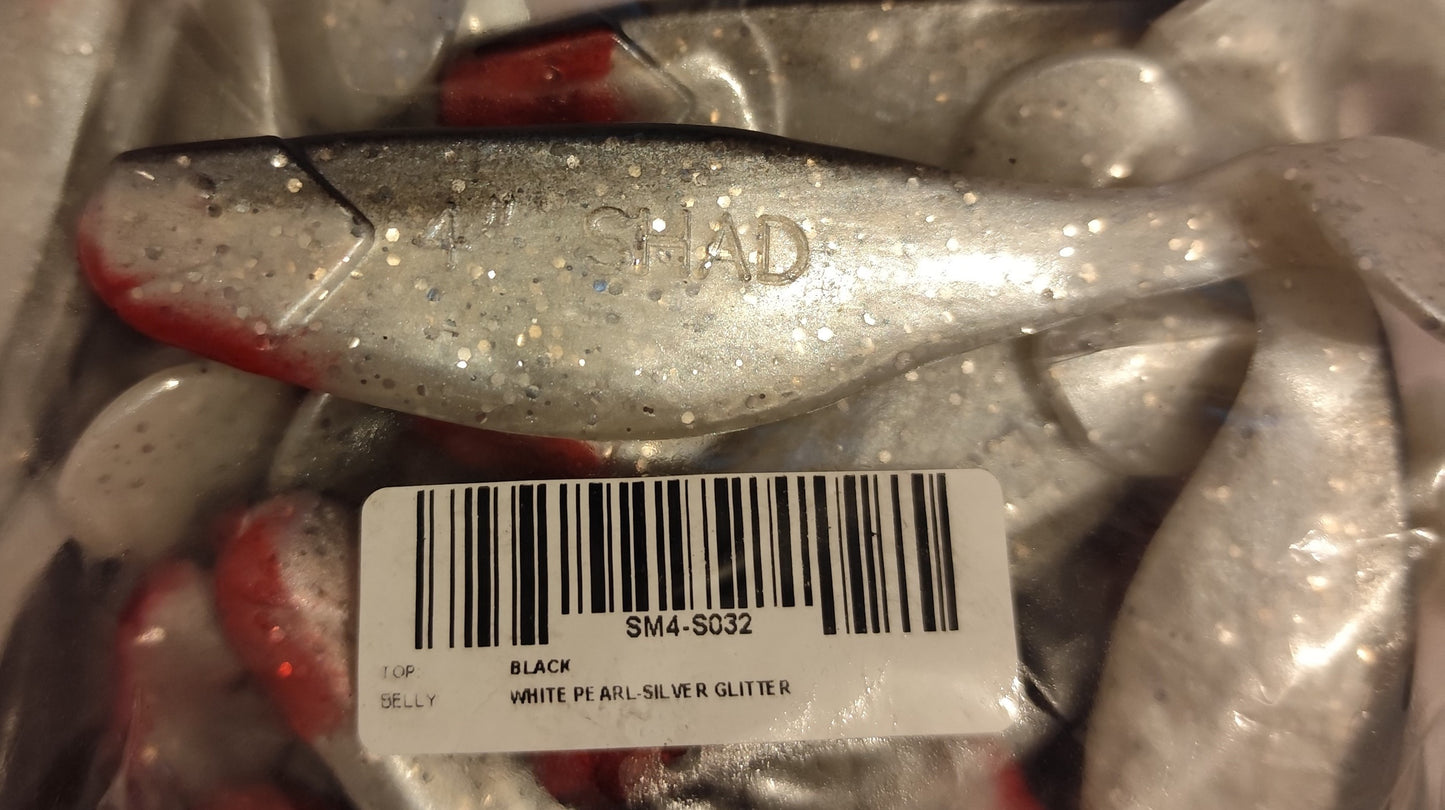 4" SHAD
SM4-S032
TOP: BLACK
BELLY WHITE PEARL-SILVER GLITTER